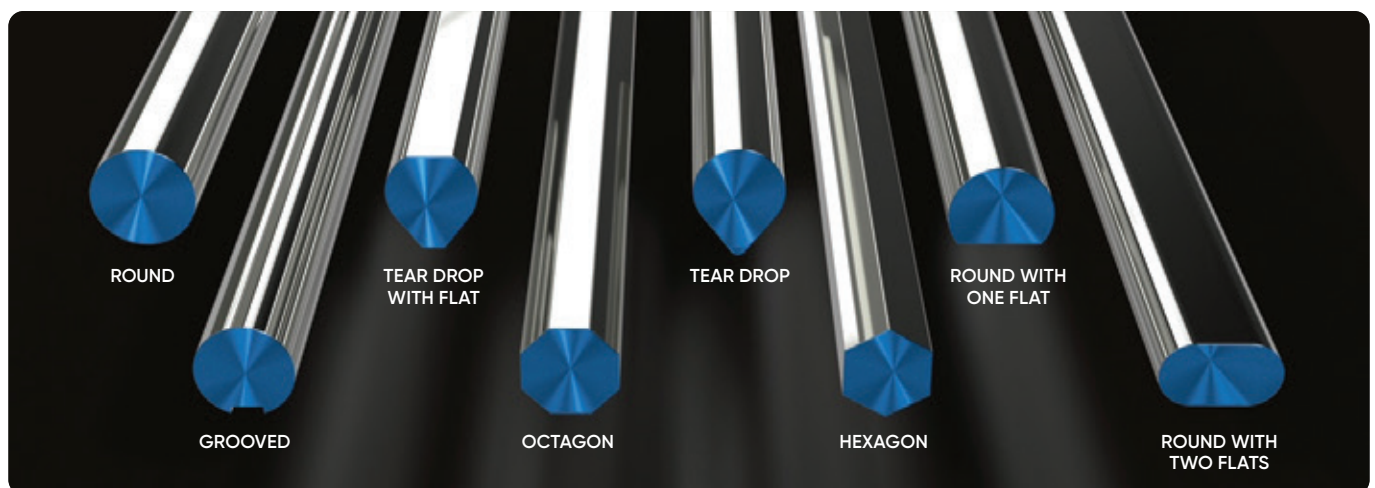 ROUND
TEAR DROP
WITH FLAT
TEAR DROP
ROUND WITH
ONE FLAT
GROOVED
OCTAGON
HEXAGON
ROUND WITH
TWO FLATS